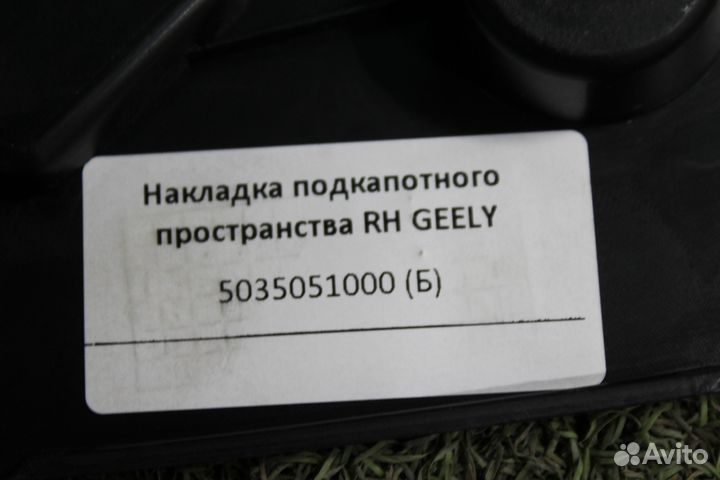 Накладка подкапотного
пространства RH GEELY
5035051000 (Б)
Avito